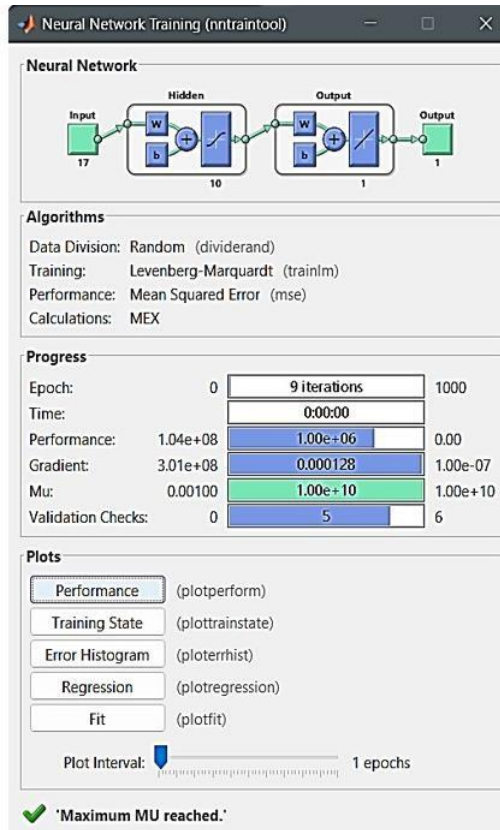 Neural Network Training (nntraintool)
Neural Network
Hidden Output
Input Output
W W
b b
17 1
10 1
Algorithms
Data Division: Random (dividerand)
Training: Levenberg-Marquardt (trainlm)
Performance: Mean Squared Error (mse)
Calculations: MEX
Progress
Epoch: 0 9 iterations 1000
Time: 0:00:00
Performance: 1.04e+08 1.00e+06 0.00
Gradient: 3.01e+08 0.000128 1.00e-07
Mu: 0.00100 1.00e+10 1.00e+10
Validation Checks: 0 5 6
Plots
Performance (plotperform)
Training State (plottrainstate)
Error Histogram (ploterrhist)
Regression (plotregression)
Fit (plotfit)
Plot Interval: 1 epochs
'Maximum MU reached.'